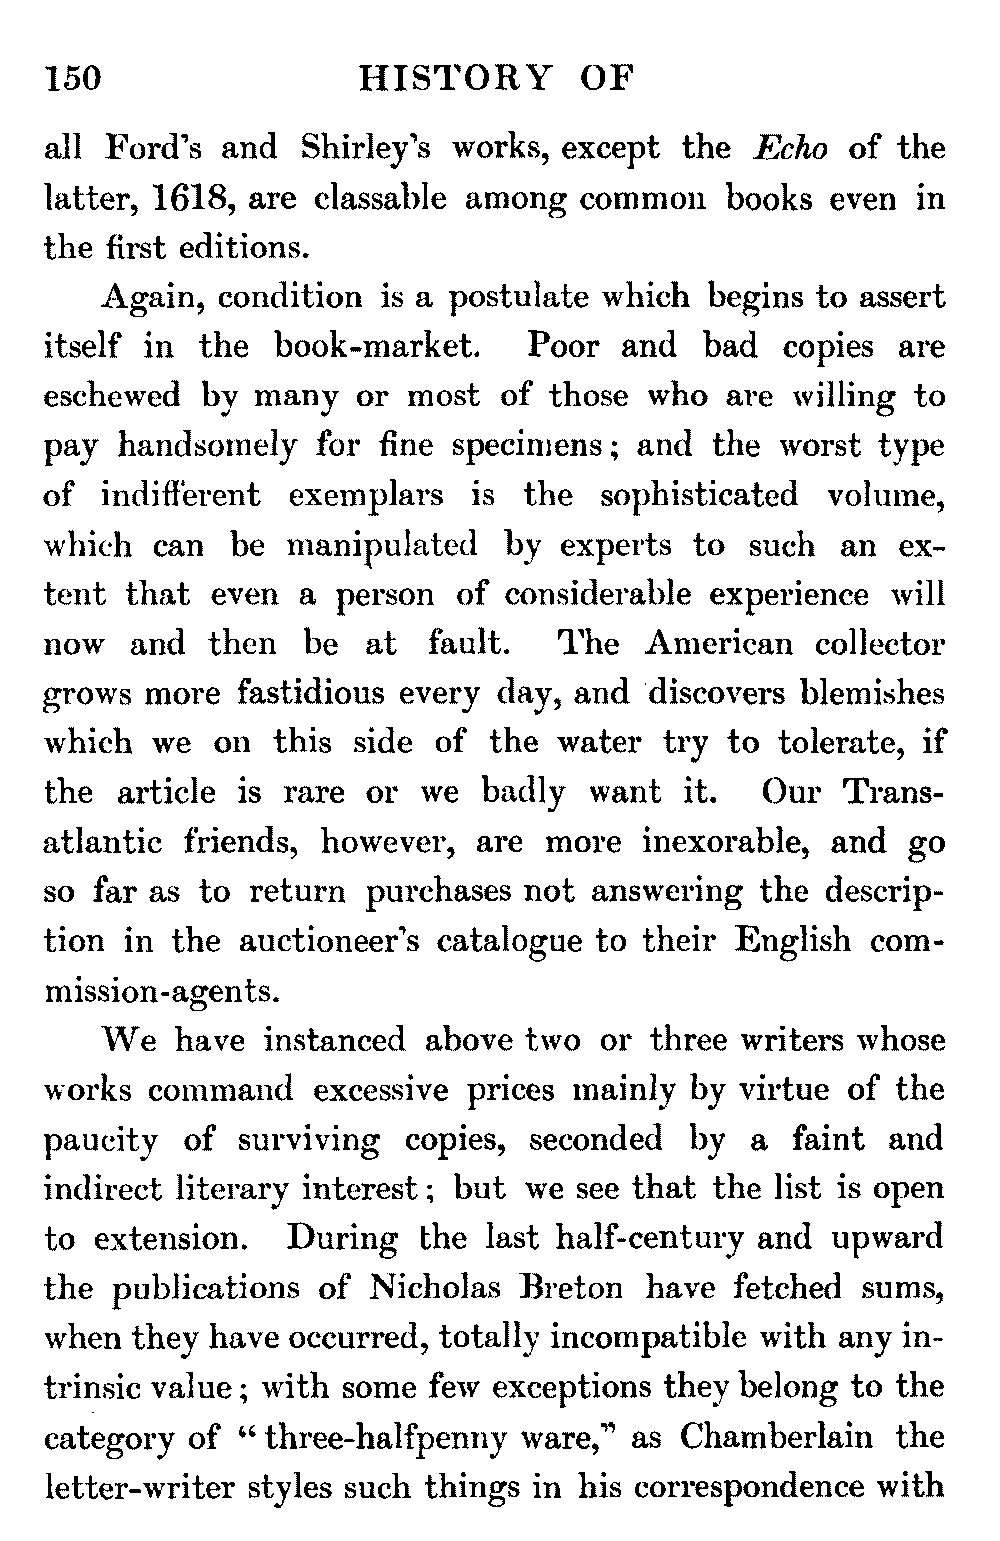 150 HISTORY OF
all Ford's and Shirley's works, except the Echo of the
latter, 1618, are classable among common books even in
the first editions.
Again, condition is a postulate which begins to assert
itself in the book-market. Poor and bad copies are
eschewed by many or most of those who are willing to
pay handsomely for fine specimens; and the worst type
of indifferent exemplars is the sophisticated volume,
which can be manipulated by experts to such an ex-
tent that even a person of considerable experience will
now and then be at fault. The American collector
grows more fastidious every day, and discovers blemishes
which we on this side of the water try to tolerate, if
the article is rare or we badly want it. Our Trans-
atlantic friends, however, are more inexorable, and go
so far as to return purchases not answering the descrip-
tion in the auctioneer's catalogue to their English com-
mission-agents.
We have instanced above two or three writers whose
works command excessive prices mainly by virtue of the
paucity of surviving copies, seconded by a faint and
indirect literary interest; but we see that the list is open
to extension. During the last half-century and upward
the publications of Nicholas Breton have fetched sums,
when they have occurred, totally incompatible with any in-
trinsic value; with some few exceptions they belong to the
category of "three-halfpenny ware," as Chamberlain the
letter-writer styles such things in his correspondence with